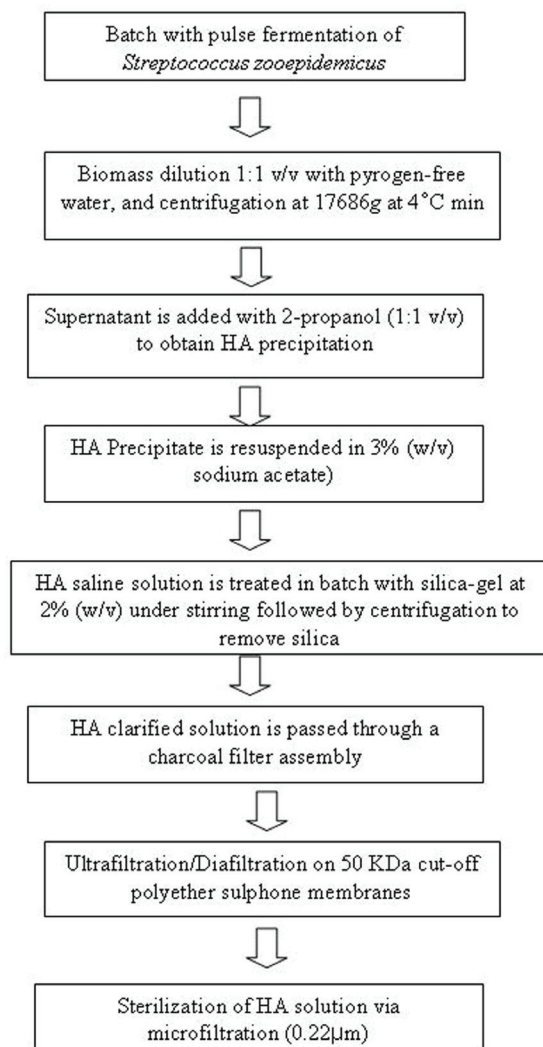 Batch with pulse fermentation of
Streptococcus zooepidemicus
Biomass dilution 1:1 v/v with pyrogen-free
water, and centrifugation at 17686g at 4˚C min
Supernatant is added with 2-propanol (1:1 v/v)
to obtain HA precipitation
HA Precipitate is resuspended in 3% (w/v)
sodium acetate)
HA saline solution is treated in batch with silica-gel at
2% (w/v) under stirring followed by centrifugation to
remove silica
HA clarified solution is passed through a
charcoal filter assembly
Ultrafiltration/Diafiltration on 50 KDa cut-off
polyether sulphone membranes
Sterilization of HA solution via
microfiltration (0.22µm)